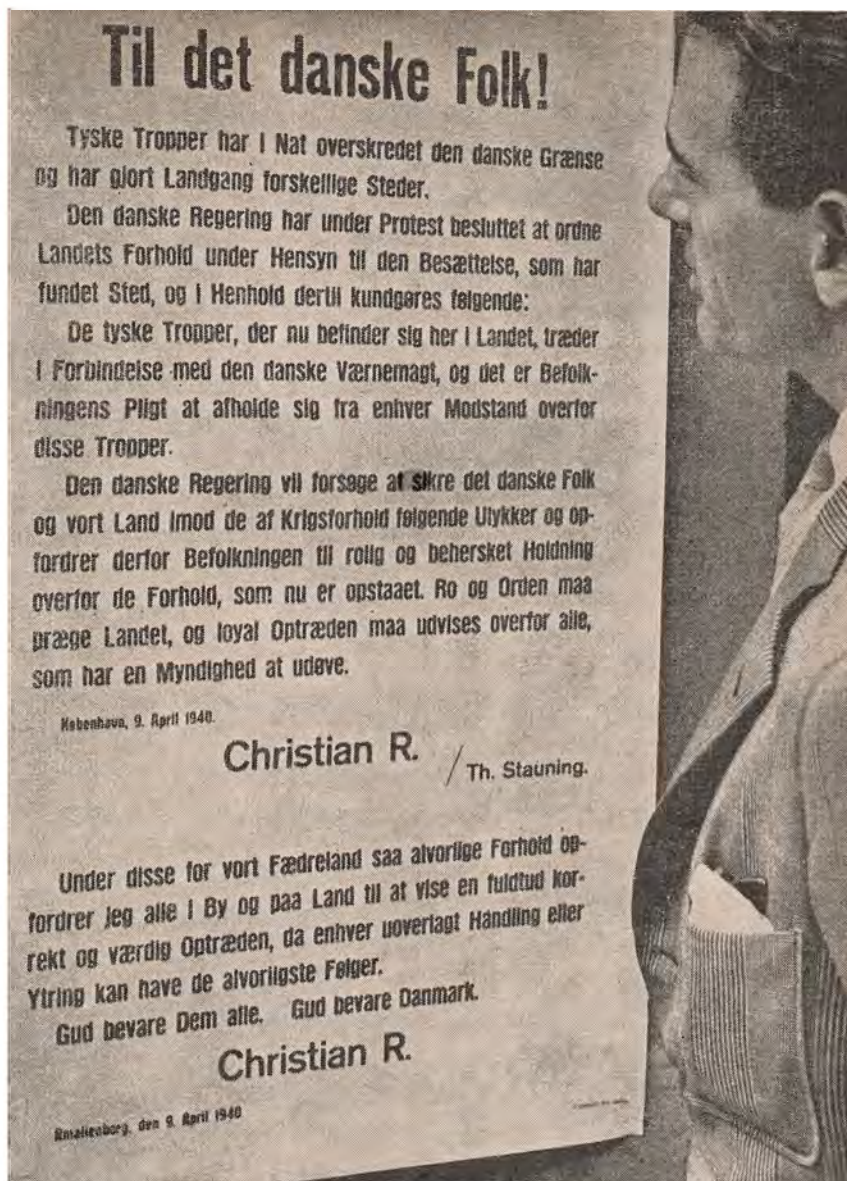 Til det danske Folk!
Tyske Tropper har i Nat overskredet den danske Grænse
og har gjort Landgang forskellige Steder.
Den danske Regering har under Protest besluttet at ordne
Landets Forhold under Hensyn til den Besættelse, som har
fundet Sted, og i Henhold dertil kundgøres følgende:
De tyske Tropper, der nu befinder sig her i Landet, træder
i Forbindelse med den danske Værnemagt, og det er Befolk-
ningens Pligt at afholde sig fra enhver Modstand overfor
disse Tropper.
Den danske Regering vil forsøge at sikre det danske Folk
og vort Land imod de af Krigsforhold følgende Ulykker og op-
fordrer derfor Befolkningen til rolig og behersket Holdning
overfor de Forhold, som nu er opstaaet. Ro og Orden maa
præge Landet, og loyal Optræden maa udvises overfor alle,
som har en Myndighed at udøve.
København, 9. April 1940.
Christian R.
/ Th. Stauning.
Under disse for vort Fædreland saa alvorlige Forhold op-
fordrer jeg alle i By og paa Land til at vise en fuldtud kor-
rekt og værdig Optræden, da enhver uoverlagt Handling eller
Ytring kan have de alvorligste Følger.
Gud bevare Dem alle. Gud bevare Danmark.
Christian R.
Amalienborg, den 9. April 1940